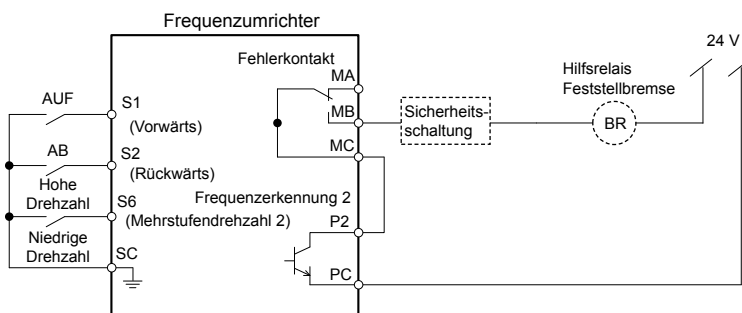 Frequenzumrichter
24 V
Fehlerkontakt
MA
Hilfsrelais
Feststellbremse
AUF
S1
(Vorwärts)
MB
Sicherheits-
schaltung
BR
AB
S2
(Rückwärts)
MC
Hohe
Drehzahl
S6
(Mehrstufendrehzahl 2)
Frequenzerkennung 2
P2
Niedrige
Drehzahl
SC
PC